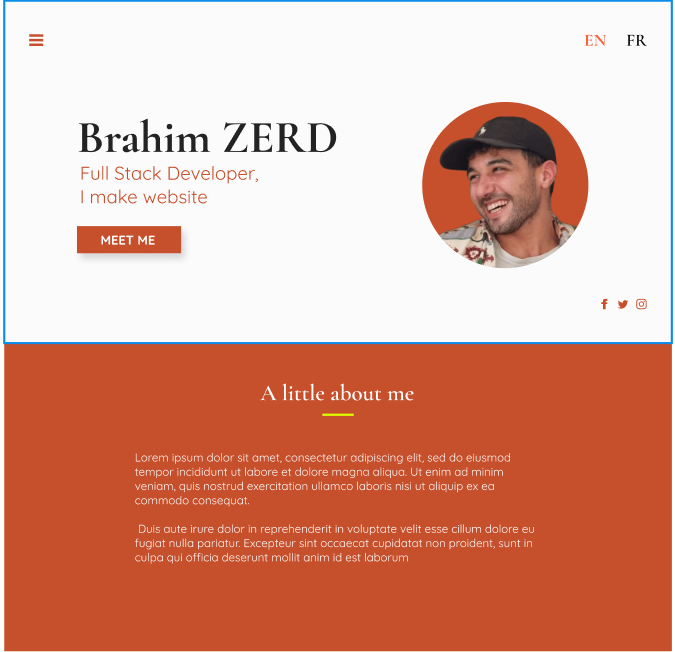 EN FR
Brahim ZERD
Full Stack Developer,
I make website
MEET ME
A little about me
Lorem ipsum dolor sit amet, consectetur adipiscing elit, sed do eiusmod
tempor incididunt ut labore et dolore magna aliqua. Ut enim ad minim
veniam, quis nostrud exercitation ullamco laboris nisi ut aliquip ex ea
commodo consequat.
Duis aute irure dolor in reprehenderit in voluptate velit esse cillum dolore eu
fugiat nulla pariatur. Excepteur sint occaecat cupidatat non proident, sunt in
culpa qui officia deserunt mollit anim id est laborum